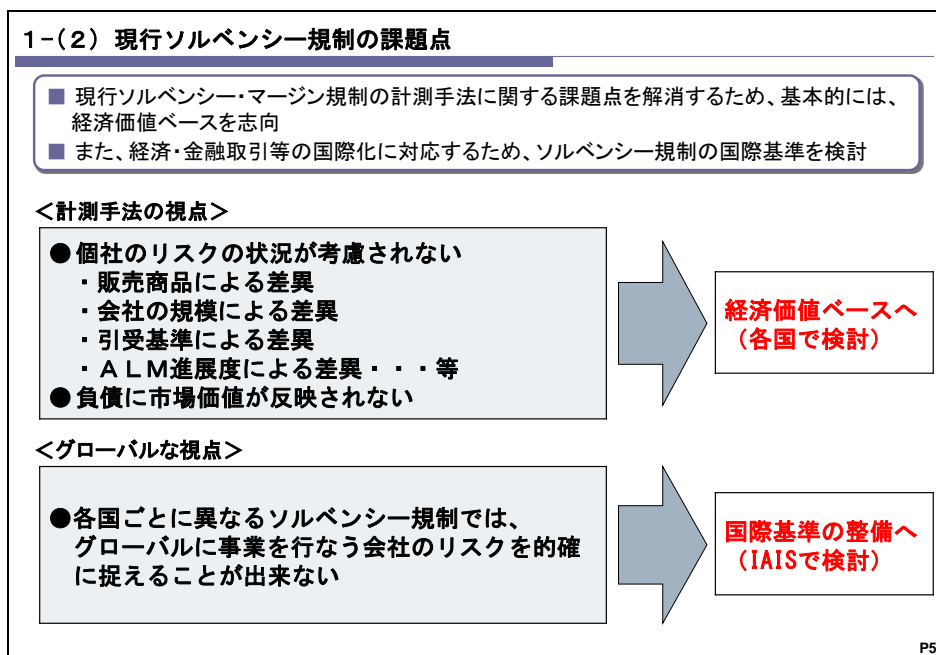 1-(2) 現行ソルベンシー規制の課題点
■ 現行ソルベンシー・マージン規制の計測手法に関する課題点を解消するため、基本的には、
経済価値ベースを志向
■ また、経済・金融取引等の国際化に対応するため、ソルベンシー規制の国際基準を検討
＜計測手法の視点＞
●個社のリスクの状況が考慮されない
・販売商品による差異
・会社の規模による差異
・引受基準による差異
・ＡＬＭ進展度による差異・・・等
●負債に市場価値が反映されない
経済価値ベースへ
（各国で検討）
＜グローバルな視点＞
●各国ごとに異なるソルベンシー規制では、
グローバルに事業を行なう会社のリスクを的確
に捉えることが出来ない
国際基準の整備へ
（IAISで検討）
P5